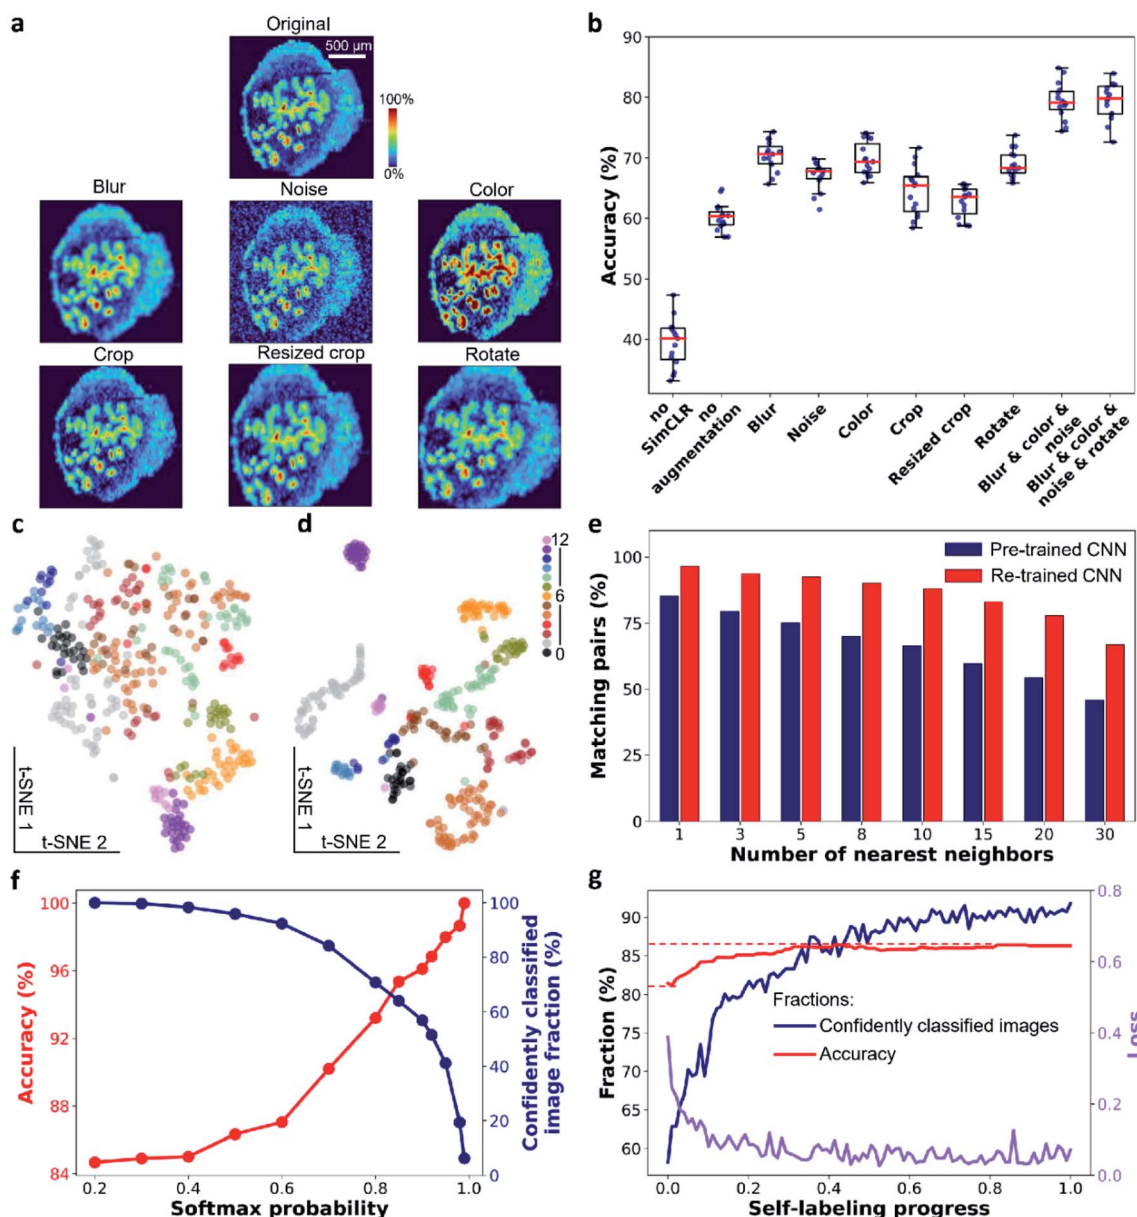 a
Original
500 µm
100%
0%
Blur
Noise
Color
Crop
Resized crop
Rotate
b
90
80
70
60
50
40
Accuracy (%)
no
SimCLR
no
augmentation
Blur
Noise
Color
Crop
Resized crop
Rotate
Blur & color &
noise
Blur & color &
noise & rotate
c
t-SNE 1
t-SNE 2
d
12
6
0
t-SNE 1
t-SNE 2
e
100
75
50
25
0
Matching pairs (%)
Pre-trained CNN
Re-trained CNN
1 3 5 8 10 15 20 30
Number of nearest neighbors
f
100
96
92
88
84
Accuracy (%)
100
80
60
40
20
0
Confidently classified
image fraction (%)
0.2 0.4 0.6 0.8 1.0
Softmax probability
g
90
85
80
75
70
65
60
Fraction (%)
Fractions:
Confidently classified images
Accuracy
0.8
0.6
0.4
0.2
0.0
Loss
0.0 0.2 0.4 0.6 0.8 1.0
Self-labeling progress